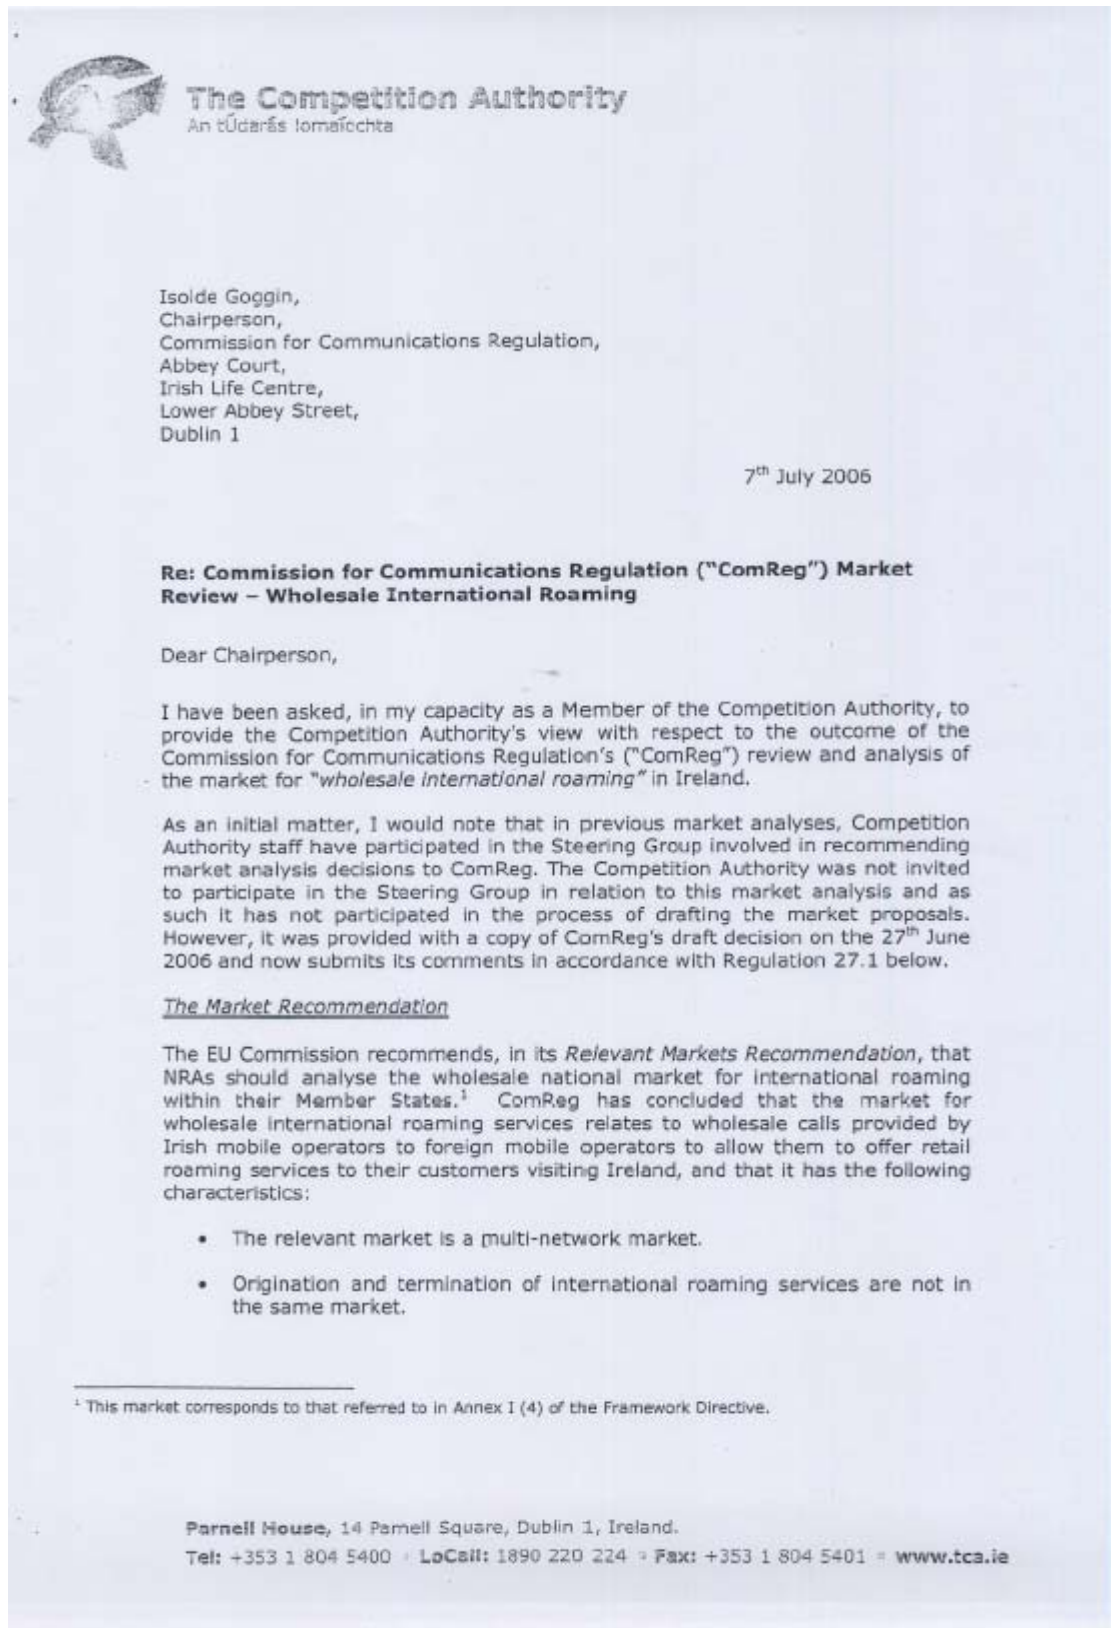 The Competition Authority
An tÚdarás Iomaíochta
Isolde Goggin,
Chairperson,
Commission for Communications Regulation,
Abbey Court,
Irish Life Centre,
Lower Abbey Street,
Dublin 1
7th July 2006
Re: Commission for Communications Regulation ("ComReg") Market
Review – Wholesale International Roaming
Dear Chairperson,
I have been asked, in my capacity as a Member of the Competition Authority, to
provide the Competition Authority's view with respect to the outcome of the
Commission for Communications Regulation's ("ComReg") review and analysis of
the market for "wholesale international roaming" in Ireland.
As an initial matter, I would note that in previous market analyses, Competition
Authority staff have participated in the Steering Group involved in recommending
market analysis decisions to ComReg. The Competition Authority was not invited
to participate in the Steering Group in relation to this market analysis and as
such it has not participated in the process of drafting the market proposals.
However, it was provided with a copy of ComReg's draft decision on the 27th June
2006 and now submits its comments in accordance with Regulation 27.1 below.
The Market Recommendation
The EU Commission recommends, in its Relevant Markets Recommendation, that
NRAs should analyse the wholesale national market for international roaming
within their Member States.1 ComReg has concluded that the market for
wholesale international roaming services relates to wholesale calls provided by
Irish mobile operators to foreign mobile operators to allow them to offer retail
roaming services to their customers visiting Ireland, and that it has the following
characteristics:
• The relevant market is a multi-network market.
• Origination and termination of international roaming services are not in
the same market.
1 This market corresponds to that referred to in Annex I (4) of the Framework Directive.
Parnell House, 14 Parnell Square, Dublin 1, Ireland.
Tel: +353 1 804 5400 • LoCall: 1890 220 224 • Fax: +353 1 804 5401 • www.tca.ie